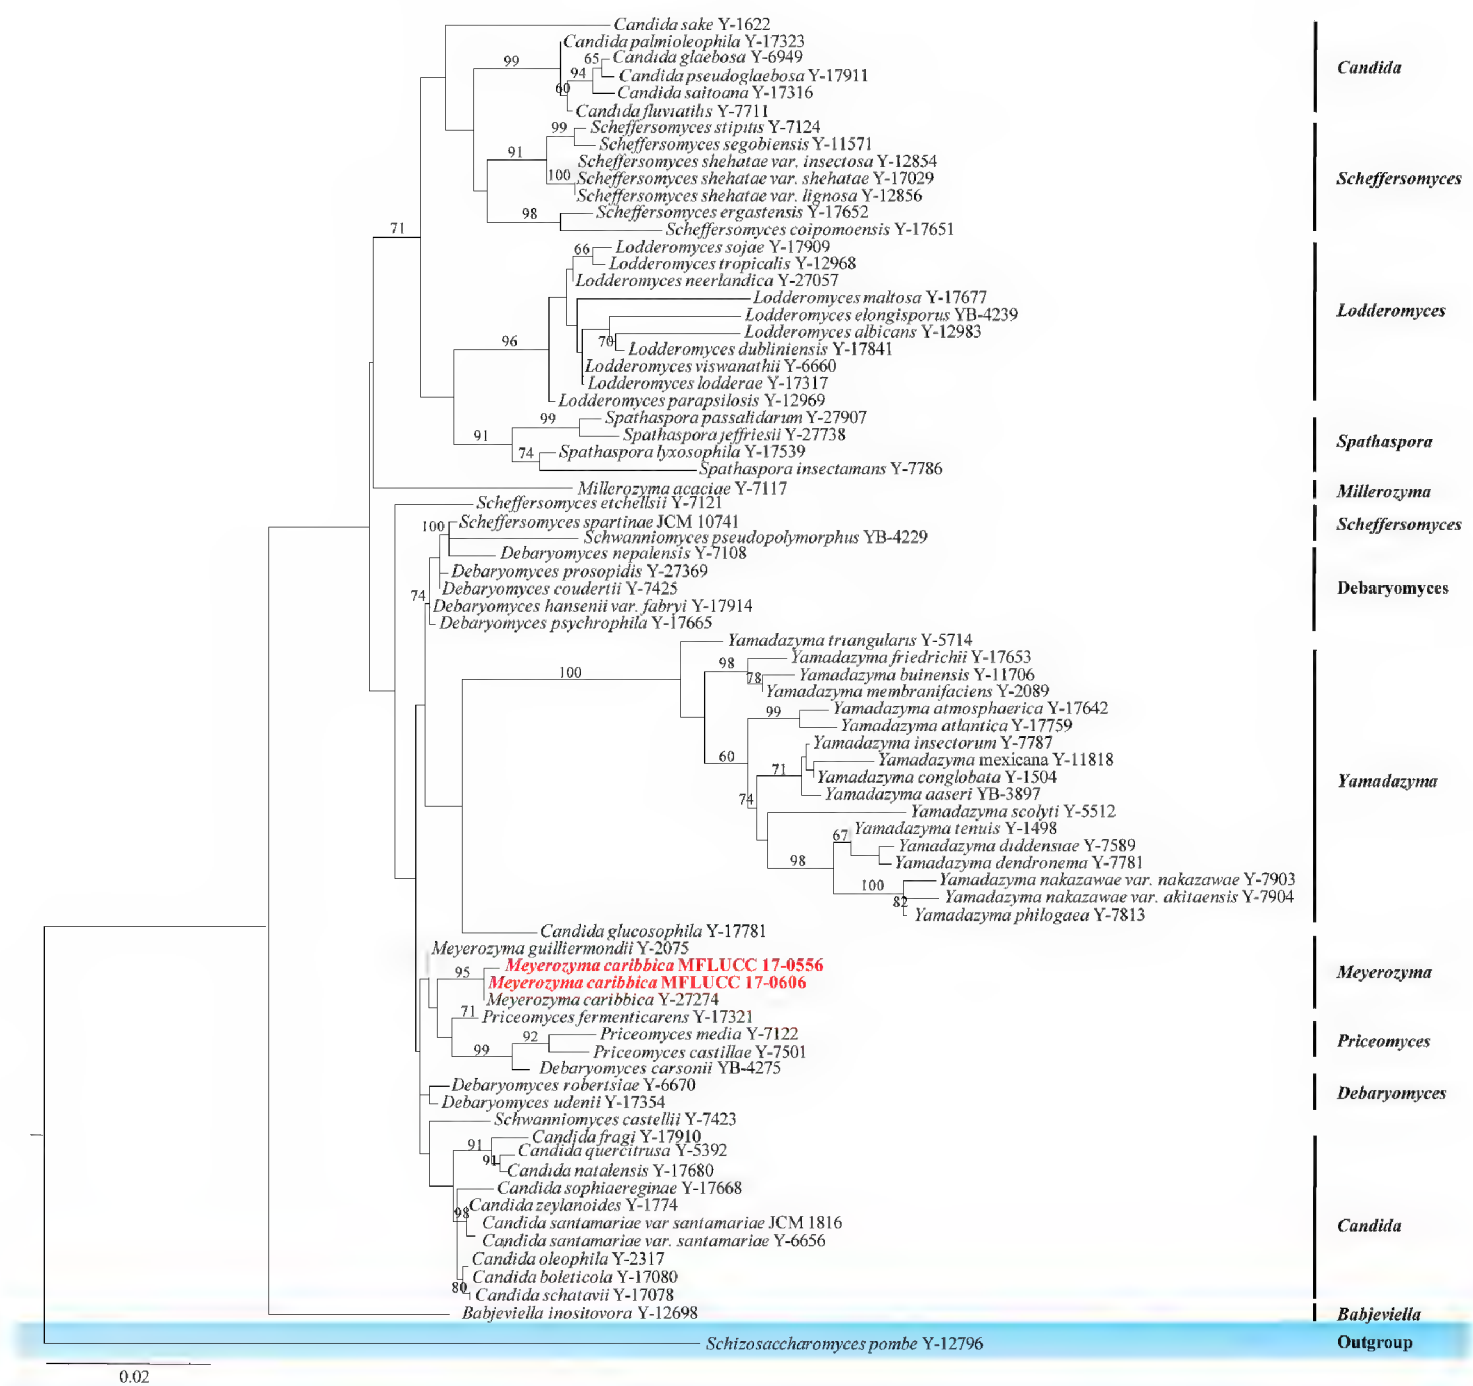 Candida sake Y-1622
Candida palmioleophila Y-17323
65 Candida glaebosa Y-6949
99
94 Candida pseudoglaebosa Y-17911
Candida
60 Candida saitoana Y-17316
Candida fluviatilis Y-7711
99 Scheffersomyces stipitis Y-7124
Scheffersomyces segobiensis Y-11571
91 Scheffersomyces shehatae var. insectosa Y-12854
100 Scheffersomyces shehatae var. shehatae Y-17029
Scheffersomyces
Scheffersomyces shehatae var. lignosa Y-12856
98 Scheffersomyces ergastensis Y-17652
Scheffersomyces coipomoensis Y-17651
71
66 Lodderomyces sojae Y-17909
Lodderomyces tropicalis Y-12968
Lodderomyces neerlandica Y-27057
Lodderomyces maltosa Y-17677
Lodderomyces
Lodderomyces elongisporus YB-4239
Lodderomyces albicans Y-12983
96 70 Lodderomyces dubliniensis Y-17841
Lodderomyces viswanathii Y-6660
Lodderomyces lodderae Y-17317
Lodderomyces parapsilosis Y-12969
99 Spathaspora passalidarum Y-27907
91 Spathaspora jeffriesii Y-27738
Spathaspora
74 Spathaspora lyxosophila Y-17539
Spathaspora insectamans Y-7786
Millerozyma acaciae Y-7117
Millerozyma
Scheffersomyces etchellsii Y-7121
100 Scheffersomyces spartinae JCM 10741
Scheffersomyces
Schwanniomyces pseudopolymorphus YB-4229
Debaryomyces nepalensis Y-7108
Debaryomyces prosopidis Y-27369
Debaryomyces coudertii Y-7425
Debaryomyces
74 Debaryomyces hansenii var. fabryi Y-17914
Debaryomyces psychrophila Y-17665
Yamadazyma triangularis Y-5714
98 Yamadazyma friedrichii Y-17653
100 78 Yamadazyma buinensis Y-11706
Yamadazyma membranifaciens Y-2089
99 Yamadazyma atmosphaerica Y-17642
Yamadazyma atlantica Y-17759
Yamadazyma insectorum Y-7787
60 71 Yamadazyma mexicana Y-11818
Yamadazyma conglobata Y-1504
Yamadazyma
74 Yamadazyma aaseri YB-3897
Yamadazyma scolyti Y-5512
67 Yamadazyma tenuis Y-1498
Yamadazyma diddensiae Y-7589
98 Yamadazyma dendronema Y-7781
100 Yamadazyma nakazawae var. nakazawae Y-7903
82 Yamadazyma nakazawae var. akitaensis Y-7904
Yamadazyma philogaea Y-7813
Candida glucosophila Y-17781
Meyerozyma guilliermondii Y-2075
95 Meyerozyma caribbica MFLUCC 17-0556
Meyerozyma
Meyerozyma caribbica MFLUCC 17-0606
Meyerozyma caribbica Y-27274
71 Priceomyces fermenticarens Y-17321
92 Priceomyces media Y-7122
Priceomyces
99 Priceomyces castillae Y-7501
Debaryomyces carsonii YB-4275
Debaryomyces robertsiae Y-6670
Debaryomyces
Debaryomyces udenii Y-17354
Schwanniomyces castellii Y-7423
91 Candida fragi Y-17910
91 Candida quercitrusa Y-5392
Candida natalensis Y-17680
Candida sophiaereginae Y-17668
98 Candida zeylanoides Y-1774
Candida santamariae var santamariae JCM 1816
Candida
Candida santamariae var. santamariae Y-6656
Candida oleophila Y-2317
80 Candida boleticola Y-17080
Candida schatavii Y-17078
Babjeviella inositovora Y-12698
Babjeviella
Schizosaccharomyces pombe Y-12796
Outgroup
0.02